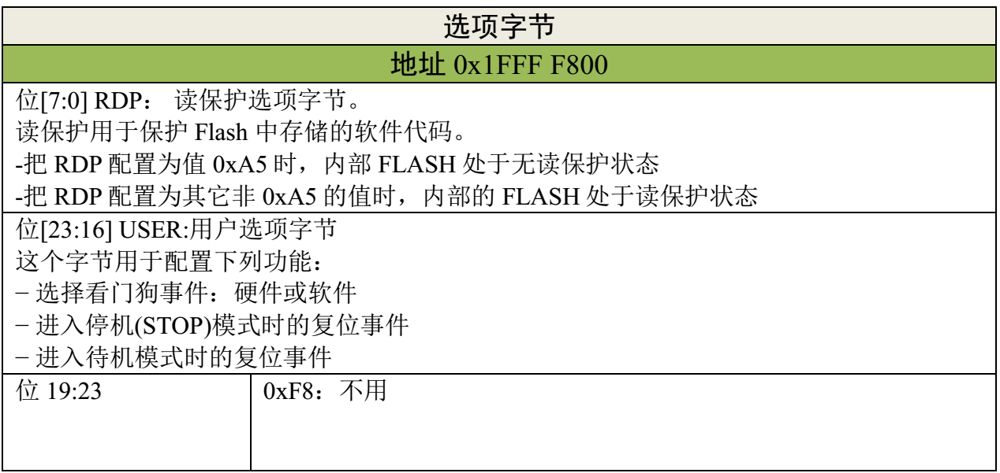 选项字节
地址 0x1FFF F800
位[7:0] RDP： 读保护选项字节。
读保护用于保护 Flash 中存储的软件代码。
-把 RDP 配置为值 0xA5 时，内部 FLASH 处于无读保护状态
-把 RDP 配置为其它非 0xA5 的值时，内部的 FLASH 处于读保护状态
位[23:16] USER:用户选项字节
这个字节用于配置下列功能：
− 选择看门狗事件：硬件或软件
− 进入停机(STOP)模式时的复位事件
− 进入待机模式时的复位事件
位 19:23 0xF8：不用